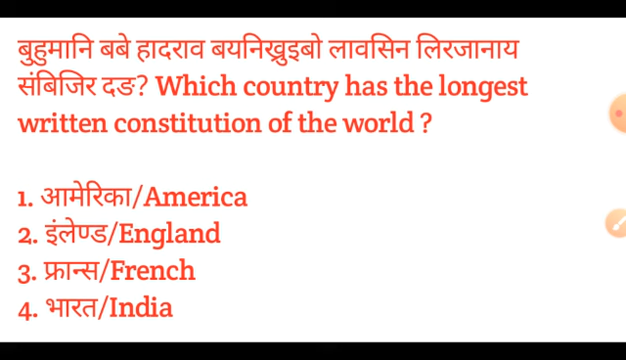 बुहुमानि बबे हादराव बयनिख्रुइबो लावसिन लिरजानाय
संबिजिर दङ? Which country has the longest
written constitution of the world ?
1. आमेरिका/America
2. इंलेण्ड/England
3. फ्रान्स/French
4. भारत/India